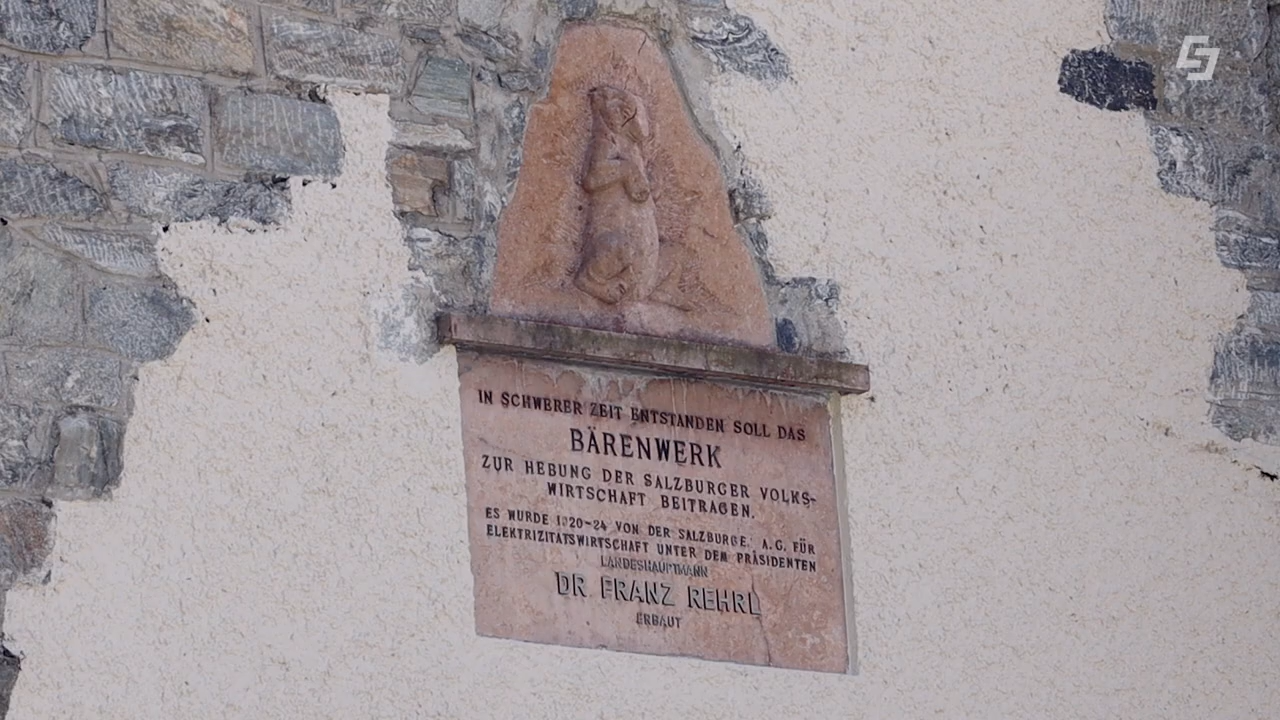 IN SCHWERER ZEIT ENTSTANDEN SOLL DAS
BÄRENWERK
ZUR HEBUNG DER SALZBURGER VOLKS-
WIRTSCHAFT BEITRAGEN.
ES WURDE 1920-24 VON DER SALZBURGE. A.G. FÜR
ELEKTRIZITÄTSWIRTSCHAFT UNTER DEM PRÄSIDENTEN
LANDESHAUPTMANN
DR FRANZ REHRL
ERBAUT